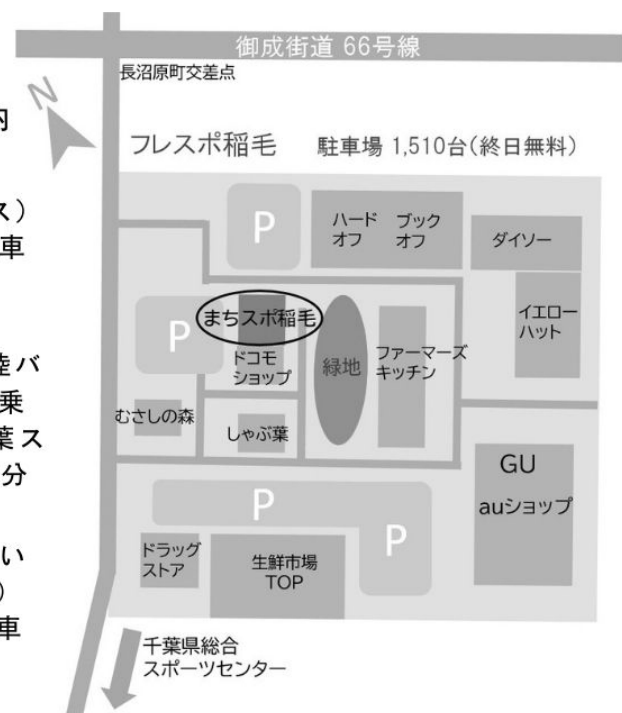 御成街道 66号線
長沼原町交差点
N
内
フレスポ稲毛 駐車場 1,510台(終日無料)
ス)
車
P
ハード
オフ
ブック
オフ
ダイソー
イエロー
ハット
P
まちスポ稲毛
ドコモ
ショップ
緑地
ファーマーズ
キッチン
陸バ
乗
葉ス
分
むさしの森
しゃぶ葉
GU
auショップ
P
P
い
)
車
ドラッグ
ストア
生鮮市場
TOP
千葉県総合
スポーツセンター